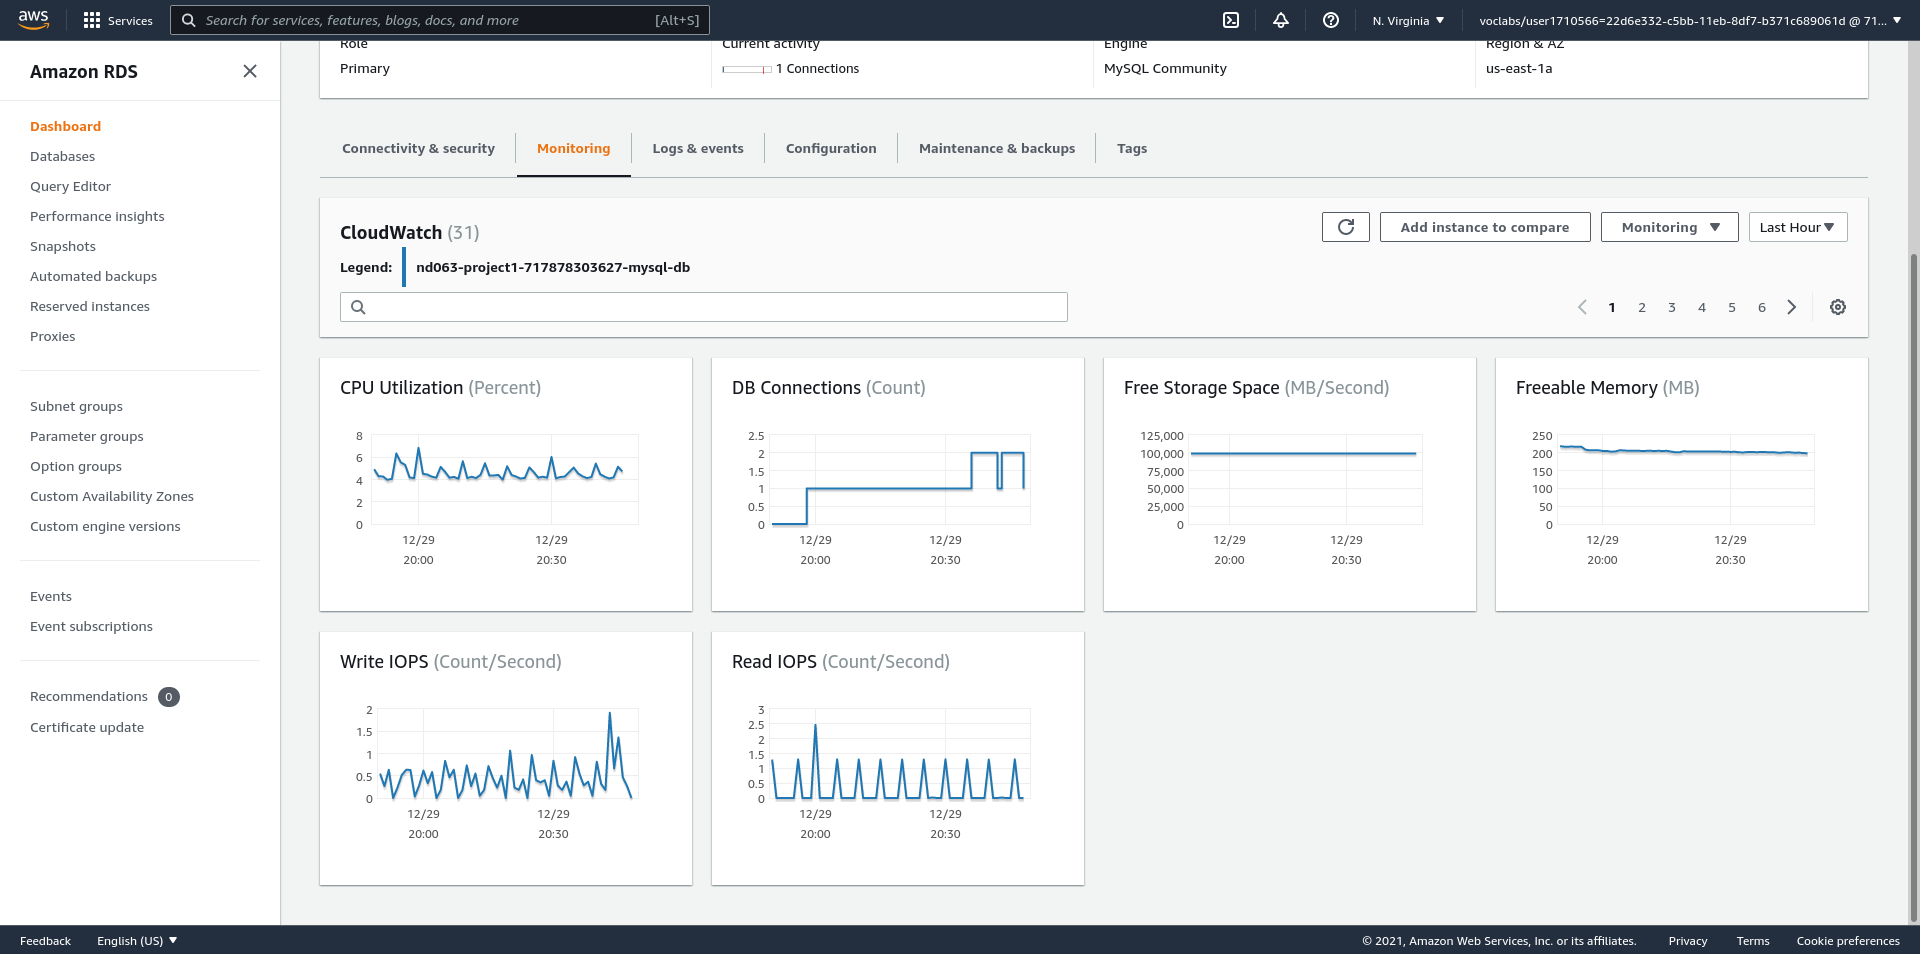 aws
Services
Search for services, features, blogs, docs, and more [Alt+S]
N. Virginia
voclabs/user1710566=22d6e332-c5bb-11eb-8df7-b371c689061d @ 71...
Amazon RDS
Dashboard
Databases
Query Editor
Performance insights
Snapshots
Automated backups
Reserved instances
Proxies
Subnet groups
Parameter groups
Option groups
Custom Availability Zones
Custom engine versions
Events
Event subscriptions
Recommendations 0
Certificate update
Role
Primary
Current activity
1 Connections
Engine
MySQL Community
Region & AZ
us-east-1a
Connectivity & security
Monitoring
Logs & events
Configuration
Maintenance & backups
Tags
CloudWatch (31)
Add instance to compare
Monitoring
Last Hour
Legend: nd063-project1-717878303627-mysql-db
1 2 3 4 5 6
CPU Utilization (Percent)
8
6
4
2
0
12/29 12/29
20:00 20:30
DB Connections (Count)
2.5
2
1.5
1
0.5
0
12/29 12/29
20:00 20:30
Free Storage Space (MB/Second)
125,000
100,000
75,000
50,000
25,000
0
12/29 12/29
20:00 20:30
Freeable Memory (MB)
250
200
150
100
50
0
12/29 12/29
20:00 20:30
Write IOPS (Count/Second)
2
1.5
1
0.5
0
12/29 12/29
20:00 20:30
Read IOPS (Count/Second)
3
2.5
2
1.5
1
0.5
0
12/29 12/29
20:00 20:30
Feedback
English (US)
© 2021, Amazon Web Services, Inc. or its affiliates.
Privacy
Terms
Cookie preferences